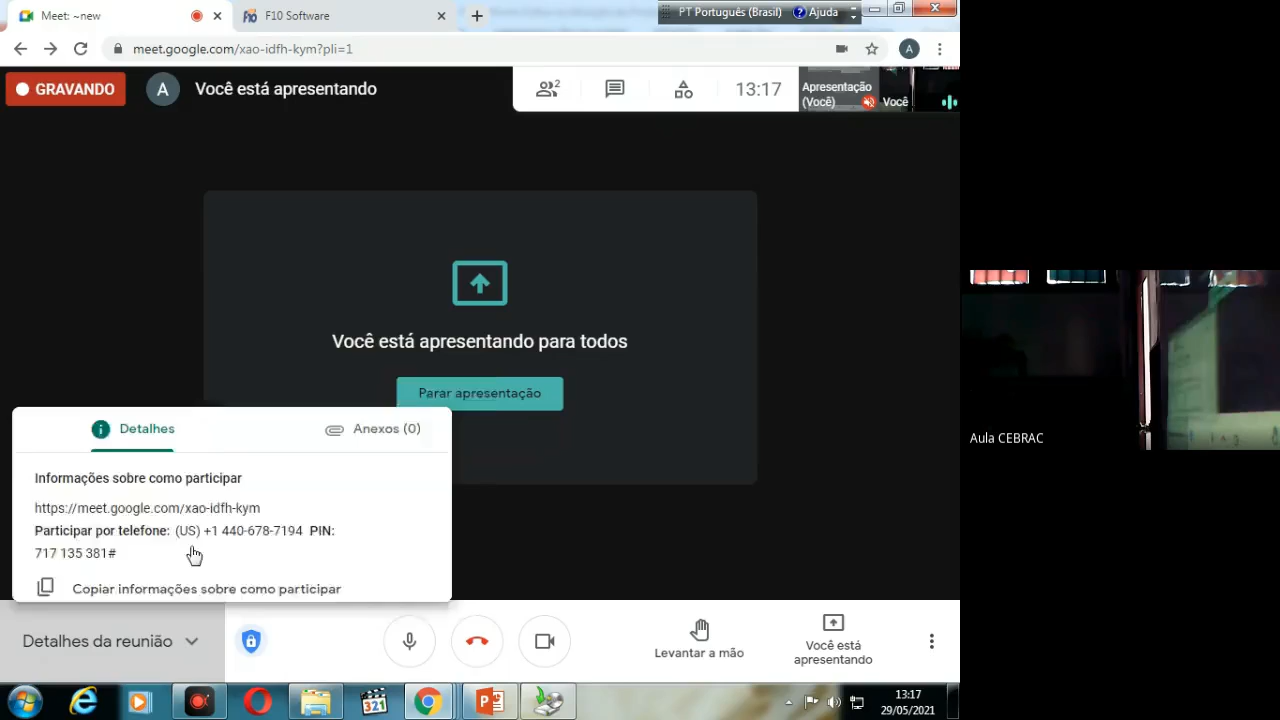 Meet: ~new
F10 Software
PT Português (Brasil)
Ajuda
meet.google.com/xao-idfh-kym?pli=1
A
GRAVANDO
A
Você está apresentando
2
13:17
Apresentação
(Você)
Você
Você está apresentando para todos
Parar apresentação
Detalhes
Anexos (0)
Informações sobre como participar
https://meet.google.com/xao-idfh-kym
Participar por telefone: (US) +1 440-678-7194 PIN:
717 135 381#
Copiar informações sobre como participar
Aula CEBRAC
Detalhes da reunião
Levantar a mão
Você está
apresentando
321
13:17
29/05/2021